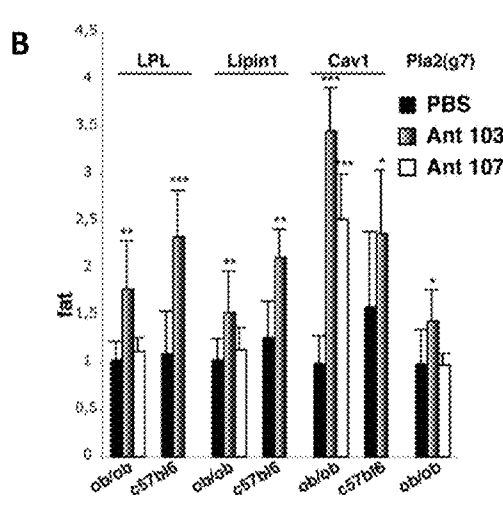 B
4,5
4
3,5
3
2,5
2
1,5
1
0,5
0
fat
LPL Lipin1 Cav1 Pla2(g7)
PBS
Ant 103
Ant 107
** *** ** ** *** *** * *
ob/ob c57bl6 ob/ob c57bl6 ob/ob c57bl6 ob/ob